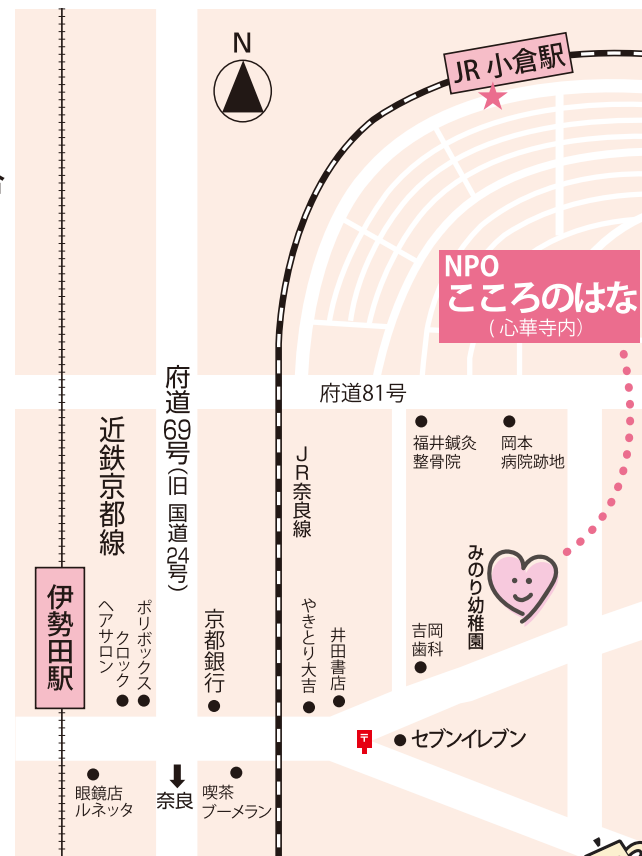 N
JR 小倉駅
NPO
こころのはな
(心華寺内)
府道81号
府道69号(旧 国道24号)
近鉄京都線
JR奈良線
福井鍼灸
整骨院
岡本
病院跡地
みのり幼稚園
伊勢田駅
ヘアサロン
クロック
ポリボックス
京都銀行
やきとり大吉
井田書店
吉岡
歯科
〒
セブンイレブン
眼鏡店
ルネッタ
奈良
喫茶
ブーメラン